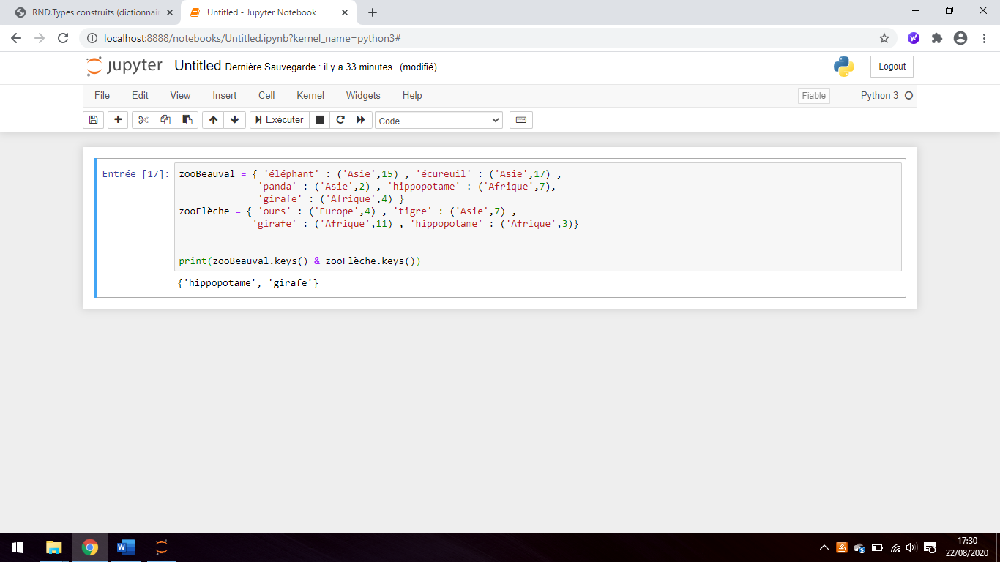 RND.Types construits (dictionnair
Untitled - Jupyter Notebook
localhost:8888/notebooks/Untitled.ipynb?kernel_name=python3#
jupyter Untitled Dernière Sauvegarde : il y a 33 minutes (modifié)
Logout
File Edit View Insert Cell Kernel Widgets Help
Fiable
Python 3
Exécuter
Code
Entrée [17]: zooBeauval = { 'éléphant' : ('Asie',15) , 'écureuil' : ('Asie',17) ,
'panda' : ('Asie',2) , 'hippopotame' : ('Afrique',7),
'girafe' : ('Afrique',4) }
zooFlèche = { 'ours' : ('Europe',4) , 'tigre' : ('Asie',7) ,
'girafe' : ('Afrique',11) , 'hippopotame' : ('Afrique',3)}
print(zooBeauval.keys() & zooFlèche.keys())
{'hippopotame', 'girafe'}
17:30
22/08/2020